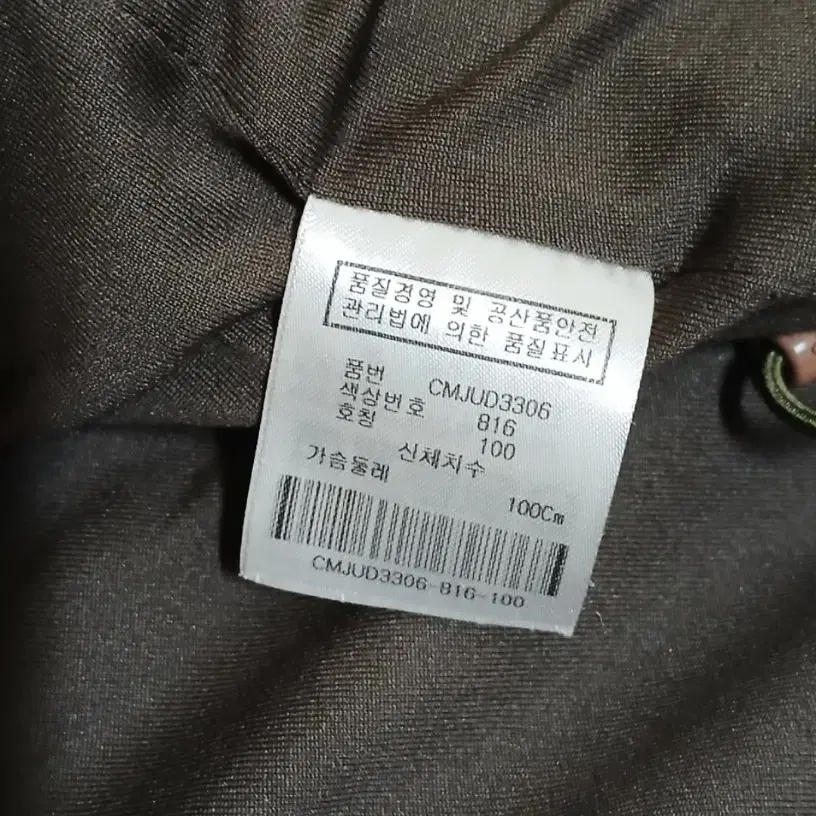 품질경영 및 공산품안전
관리법에 의한 품질표시
품번 CMJUD3306
색상번호 816
호칭 100
신체치수
가슴둘레 100Cm
CMJUD3306-816-100